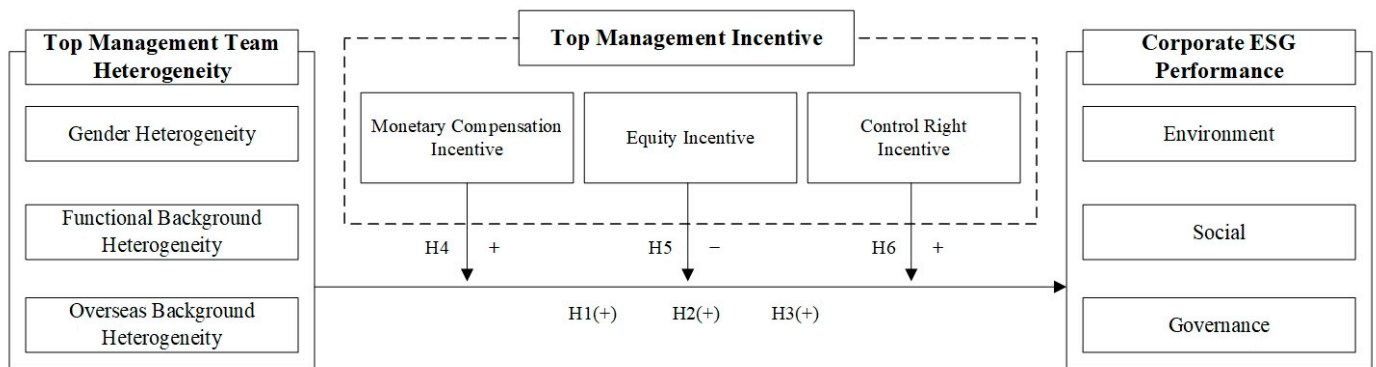 Top Management Team
Heterogeneity
Gender Heterogeneity
Functional Background
Heterogeneity
Overseas Background
Heterogeneity
Top Management Incentive
Monetary Compensation
Incentive
Equity Incentive
Control Right
Incentive
H4 +
H5 −
H6 +
H1(+) H2(+) H3(+)
Corporate ESG
Performance
Environment
Social
Governance